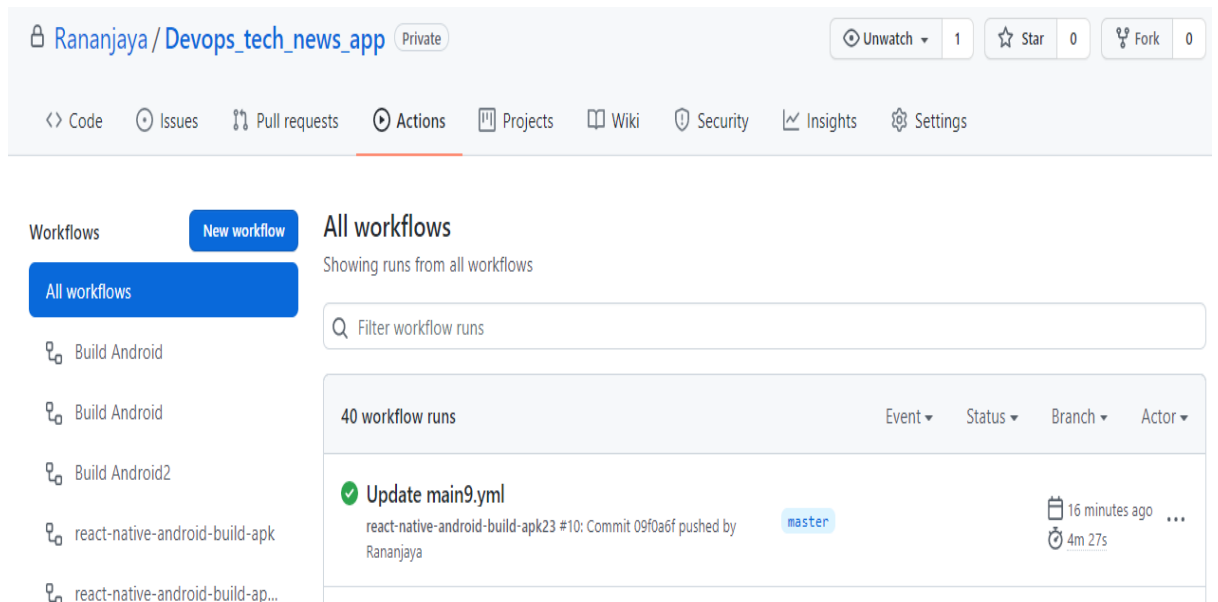 Rananjaya / Devops_tech_news_app Private
Unwatch 1 Star 0 Fork 0
<> Code Issues Pull requests Actions Projects Wiki Security Insights Settings
Workflows New workflow
All workflows
Build Android
Build Android
Build Android2
react-native-android-build-apk
react-native-android-build-ap...
All workflows
Showing runs from all workflows
Filter workflow runs
40 workflow runs Event Status Branch Actor
Update main9.yml
react-native-android-build-apk23 #10: Commit 09f0a6f pushed by
Rananjaya
master
16 minutes ago ...
4m 27s